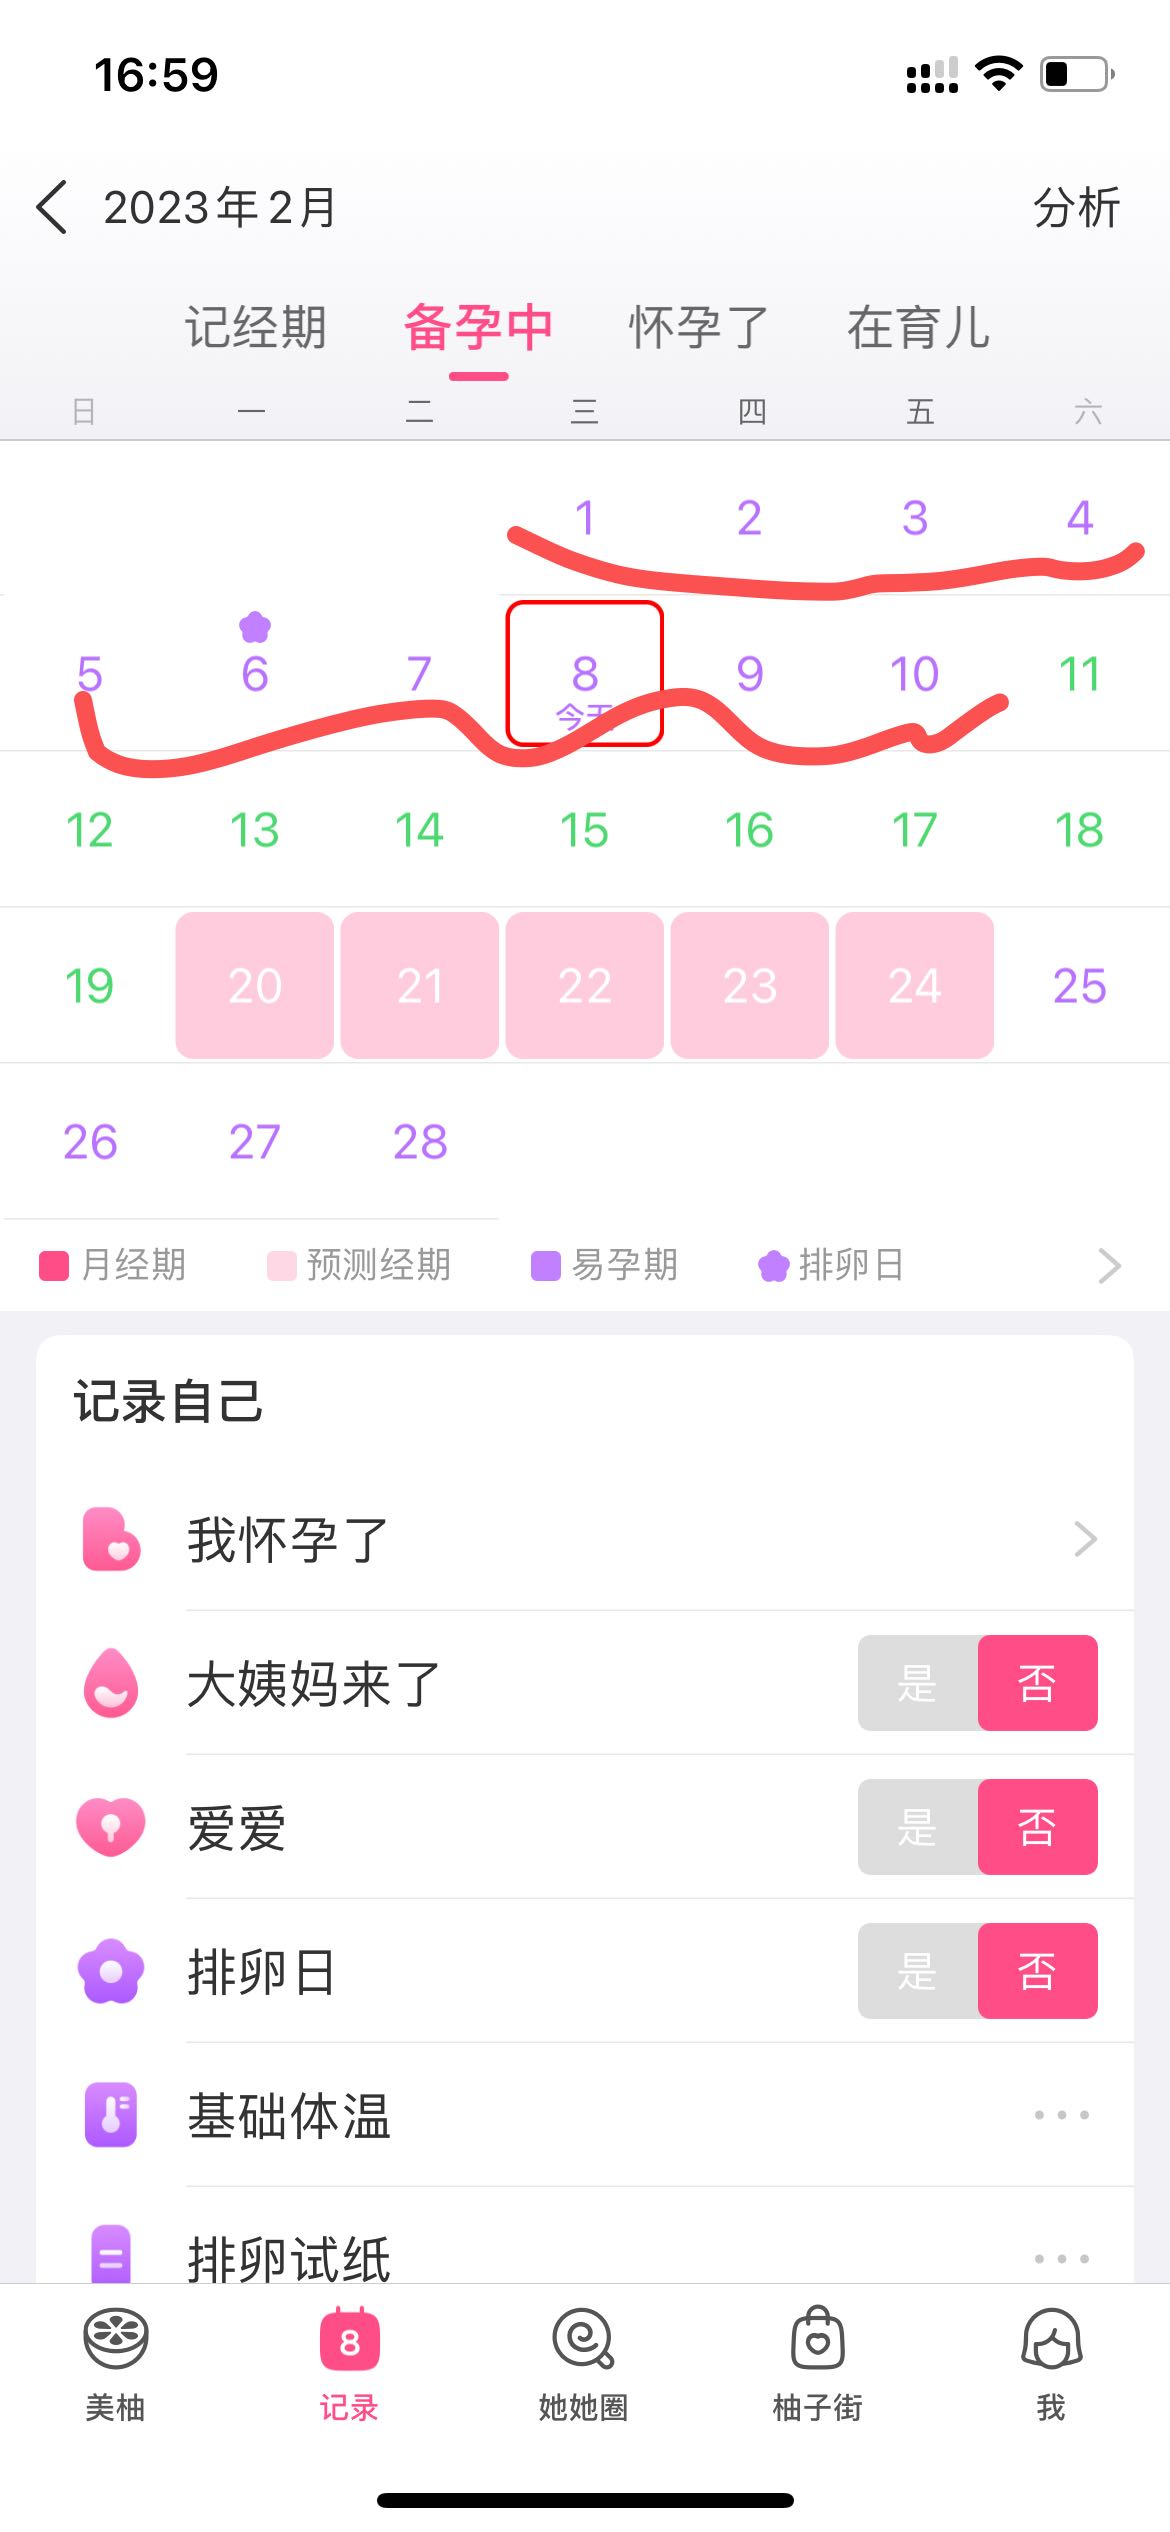 16:59
2023年2月 分析
记经期 备孕中 怀孕了 在育儿
日 一 二 三 四 五 六
1 2 3 4
5 6 7 8 9 10 11
今天
12 13 14 15 16 17 18
19 20 21 22 23 24 25
26 27 28
月经期 预测经期 易孕期 排卵日
记录自己
我怀孕了
大姨妈来了 是 否
爱爱 是 否
排卵日 是 否
基础体温
排卵试纸
8
美柚 记录 她她圈 柚子街 我